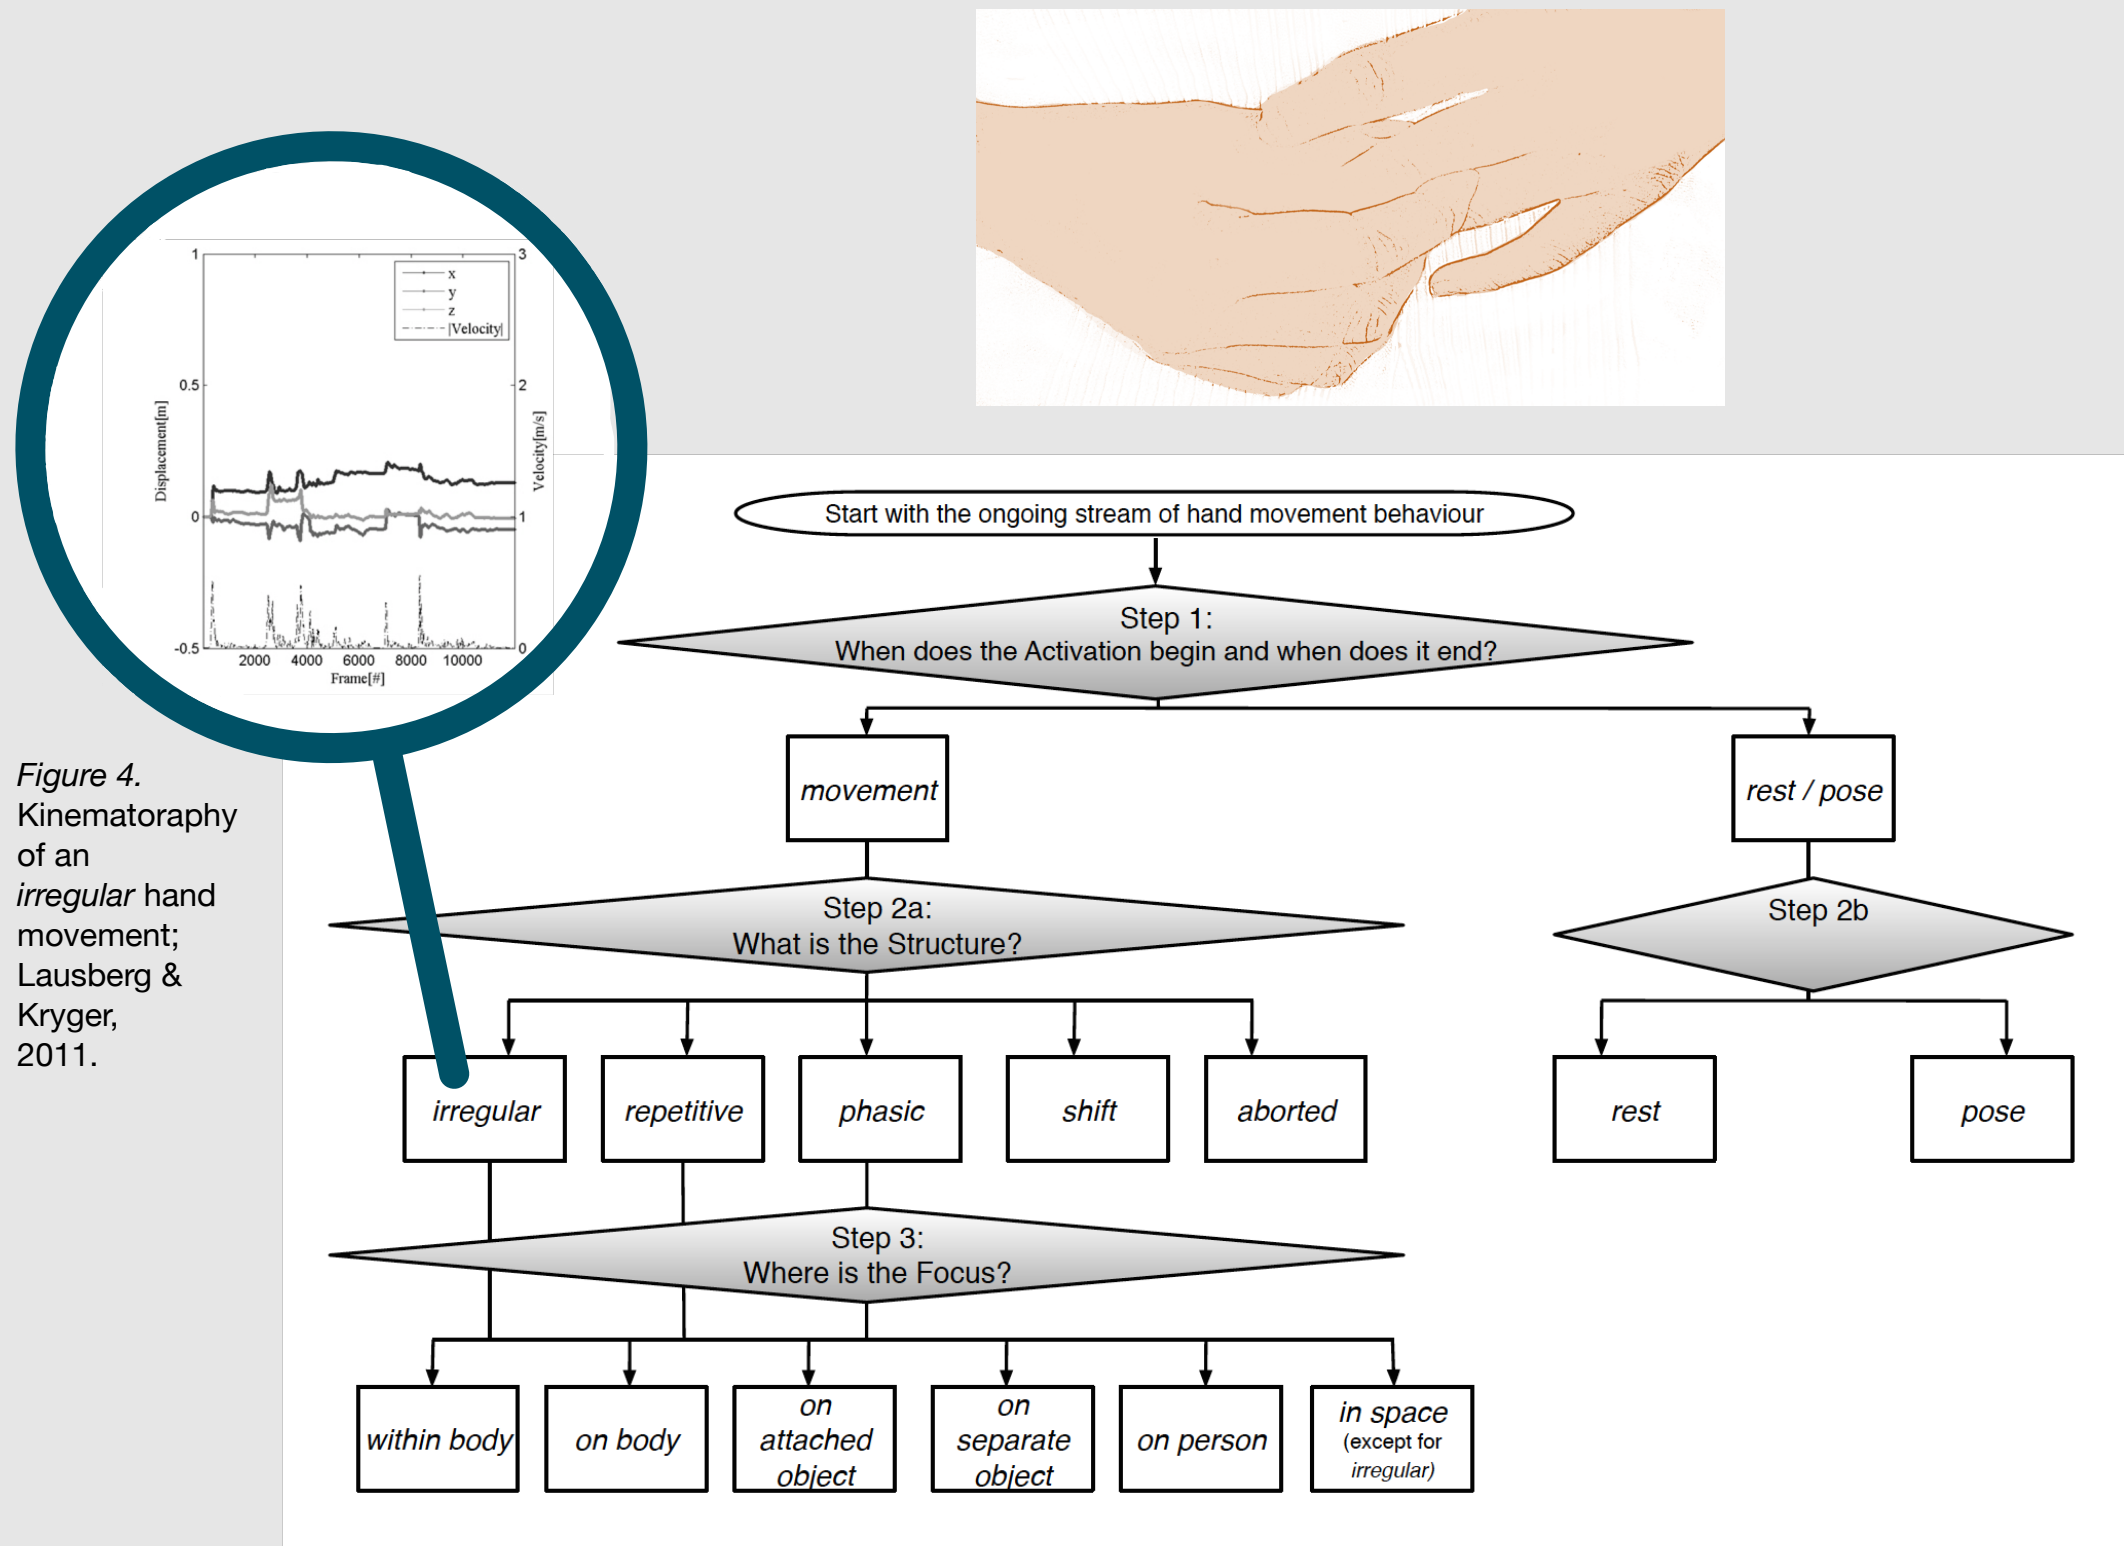 1
3
x
y
z
|Velocity|
0.5
2
Displacement[m]
Velocity[m/s]
0
1
-0.5
0
2000 4000 6000 8000 10000
Frame[#]
Figure 4.
Kinematoraphy
of an
irregular hand
movement;
Lausberg &
Kryger,
2011.
Start with the ongoing stream of hand movement behaviour
Step 1:
When does the Activation begin and when does it end?
movement
rest / pose
Step 2a:
What is the Structure?
Step 2b
irregular
repetitive
phasic
shift
aborted
rest
pose
Step 3:
Where is the Focus?
within body
on body
on
attached
object
on
separate
object
on person
in space
(except for
irregular)